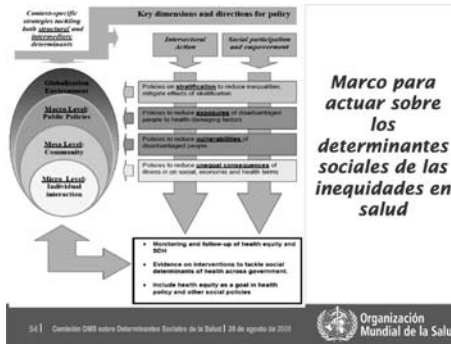 Context-specific
strategies tackling
both structural and
intermediary
determinants
Key dimensions and directions for policy
Intersectoral
Action
Social participation
and empowerment
Globalization
Environment
Macro Level:
Public Policies
Mesa Level:
Community
Micro Level:
Individual
interaction
Policies on stratification to reduce inequalities,
mitigate effects of stratification
Policies to reduce exposures of disadvantaged
people to health damaging factors
Policies to reduce vulnerabilities of
disadvantaged people
Policies to reduce unequal consequences of
illness in on social, economic and health terms
• Monitoring and follow-up of health equity and
SDH
• Evidence on interventions to tackle social
determinants of health across government.
• Include health equity as a goal in health
policy and other social policies
Marco para
actuar sobre
los
determinantes
sociales de las
inequidades en
salud
54 | Comisión OMS sobre Determinantes Sociales de la Salud | 28 de agosto de
Organización
Mundial de la Salu